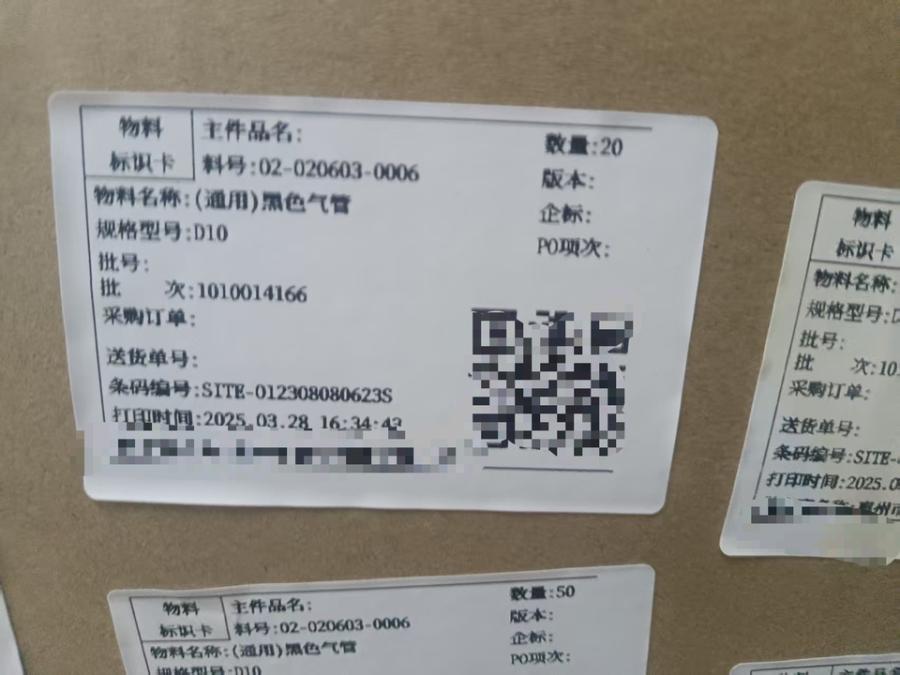 物料
标识卡
主件品名:
数量:20
料号:02-020603-0006
版本:
物料名称:(通用)黑色气管
企标:
规格型号:D10
PO项次:
批号:
批 次:1010014166
采购订单:
送货单号:
条码编号:SITE-012308080623S
打印时间:2025.03.28 16:34:43
物料
标识卡
物料名称:
规格型号:D
批号:
批 次:10
采购订单:
送货单号:
条码编号:SITE-
打印时间:2025.0
物料
标识卡
主件品名:
数量:50
料号:02-020603-0006
版本:
物料名称:(通用)黑色气管
企标:
规格型号:D10
PO项次: